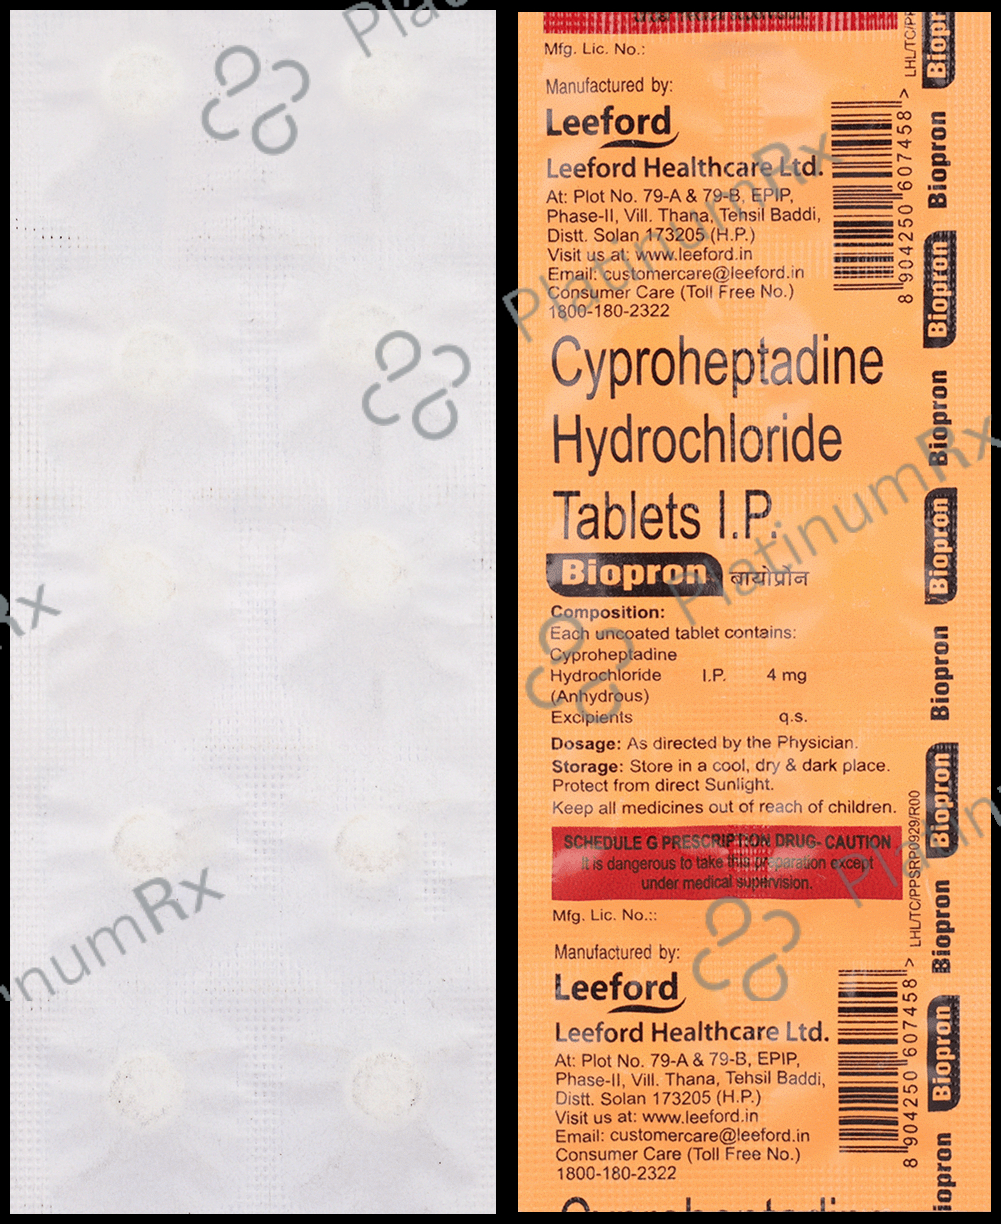 PlatinumRx
PlatinumRx
PlatinumRx
PlatinumRx
Mfg. Lic. No.:
Manufactured by:
Leeford
Leeford Healthcare Ltd.
At: Plot No. 79-A & 79-B, EPIP,
Phase-II, Vill. Thana, Tehsil Baddi,
Distt. Solan 173205 (H.P.)
Visit us at: www.leeford.in
Email: customercare@leeford.in
Consumer Care (Toll Free No.)
1800-180-2322
8 904250 607458 >
Cyproheptadine
Hydrochloride
Tablets I.P.
Biopron बायोप्रॉन
Composition:
Each uncoated tablet contains:
Cyproheptadine
Hydrochloride I.P. 4 mg
(Anhydrous)
Excipients q.s.
Dosage: As directed by the Physician.
Storage: Store in a cool, dry & dark place.
Protect from direct Sunlight.
Keep all medicines out of reach of children.
SCHEDULE G PRESCRIPTION DRUG- CAUTION
It is dangerous to take this preparation except
under medical supervision.
Mfg. Lic. No.::
LHL/TC/PPSRP0929/R00
Manufactured by:
Leeford
Leeford Healthcare Ltd.
At: Plot No. 79-A & 79-B, EPIP,
Phase-II, Vill. Thana, Tehsil Baddi,
Distt. Solan 173205 (H.P.)
Visit us at: www.leeford.in
Email: customercare@leeford.in
Consumer Care (Toll Free No.)
1800-180-2322
8 904250 607458 >
Biopron
Biopron
Biopron
Biopron
Biopron
Biopron
Biopron
Biopron
Biopron